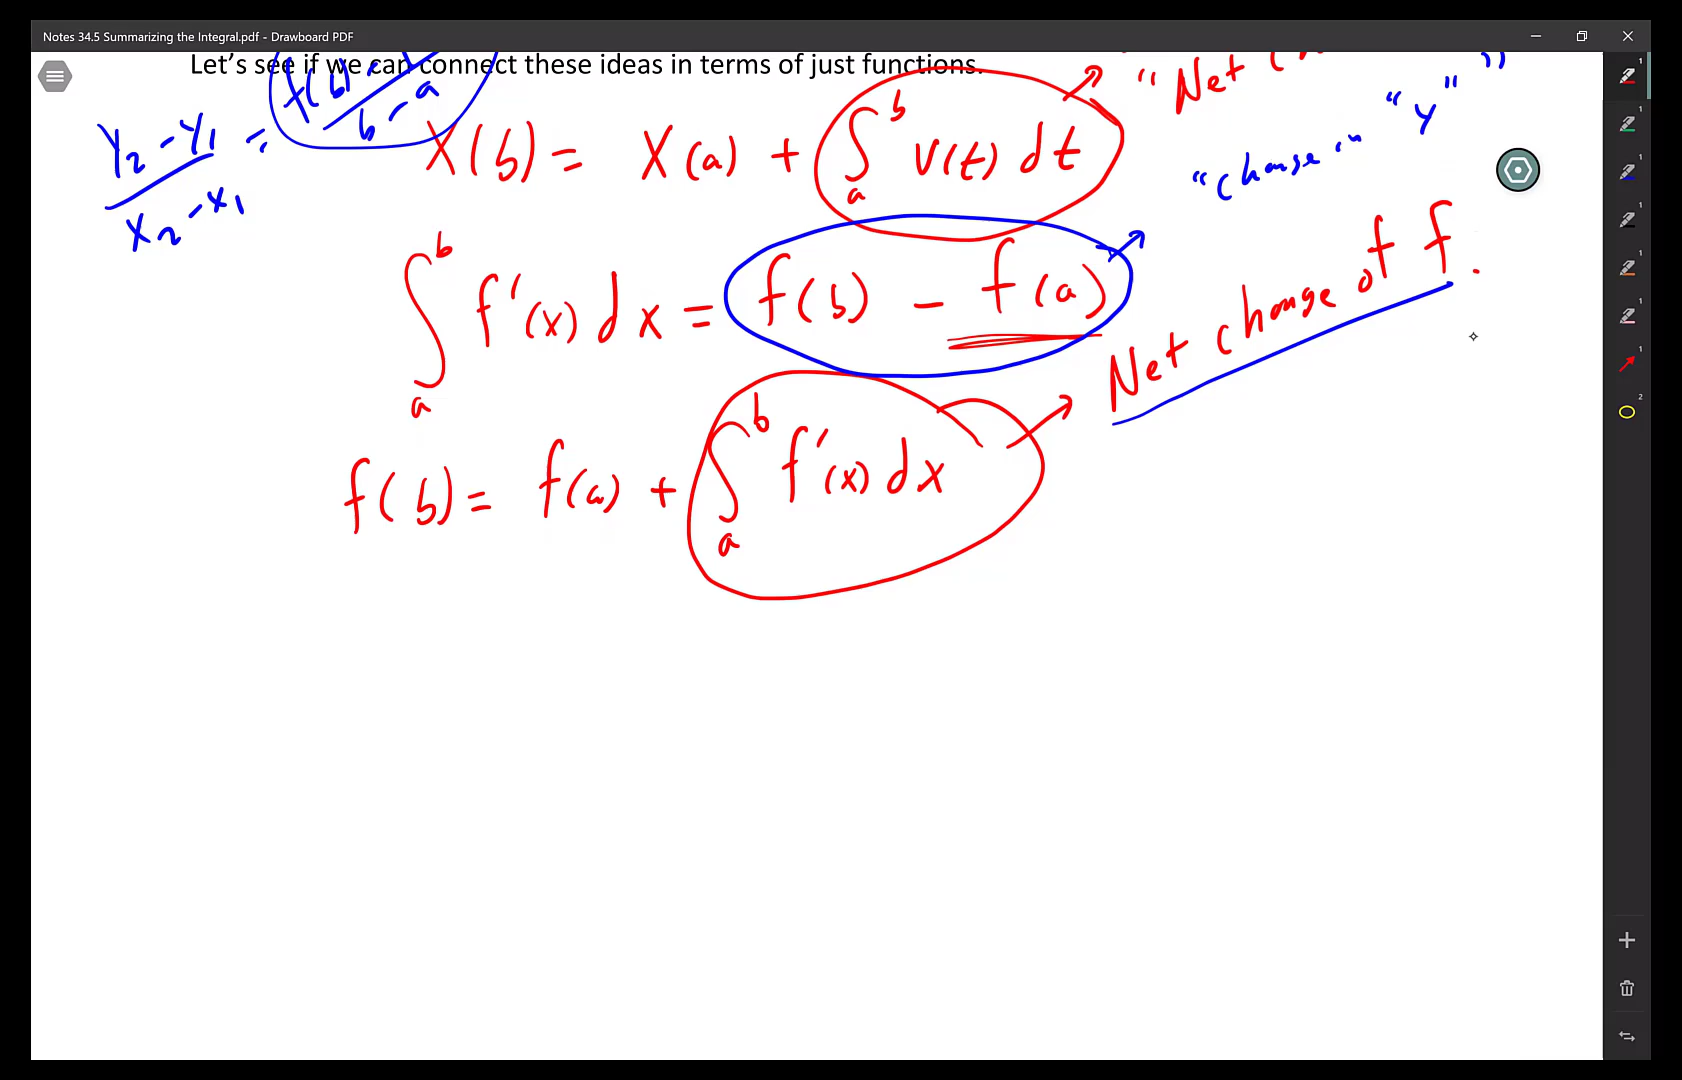 Notes 34.5 Summarizing the Integral.pdf - Drawboard PDF
Let's see if we can connect these ideas in terms of just functions.
"Net
y₂ - y₁ / x₂ - x₁ = f(b) - / b - a
X(b) = X(a) + ∫ₐᵇ v(t) dt
"change in "y" "
∫ₐᵇ f'(x) dx = f(b) - f(a)
Net change of f.
f(b) = f(a) + ∫ₐᵇ f'(x) dx